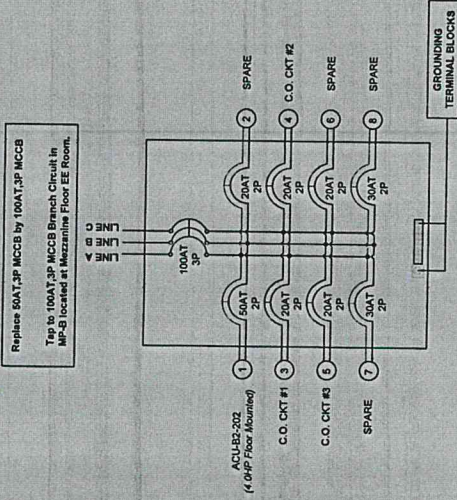 Replace 50AT,3P MCCB by 100AT,3P MCCB
Tap to 100AT,3P MCCB Branch Circuit in
MP-B located at Mezzanine Floor EE Room.
LINE A
LINE B
LINE C
100AT
3P
ACU-B2-202
(4.0HP Floor Mounted)
1
50AT
2P
20AT
2P
2
SPARE
C.O. CKT #1
3
20AT
2P
20AT
2P
4
C.O. CKT #2
C.O. CKT #3
5
20AT
2P
20AT
2P
6
SPARE
SPARE
7
30AT
2P
30AT
2P
8
SPARE
GROUNDING
TERMINAL BLOCKS